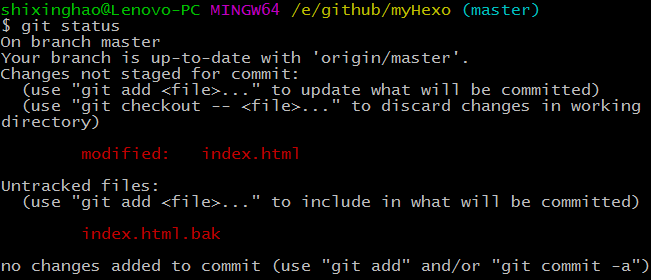 shixinghao@Lenovo-PC MINGW64 /e/github/myHexo (master)
$ git status
On branch master
Your branch is up-to-date with 'origin/master'.
Changes not staged for commit:
  (use "git add <file>..." to update what will be committed)
  (use "git checkout -- <file>..." to discard changes in working
directory)
        modified:   index.html
Untracked files:
  (use "git add <file>..." to include in what will be committed)
        index.html.bak
no changes added to commit (use "git add" and/or "git commit -a")